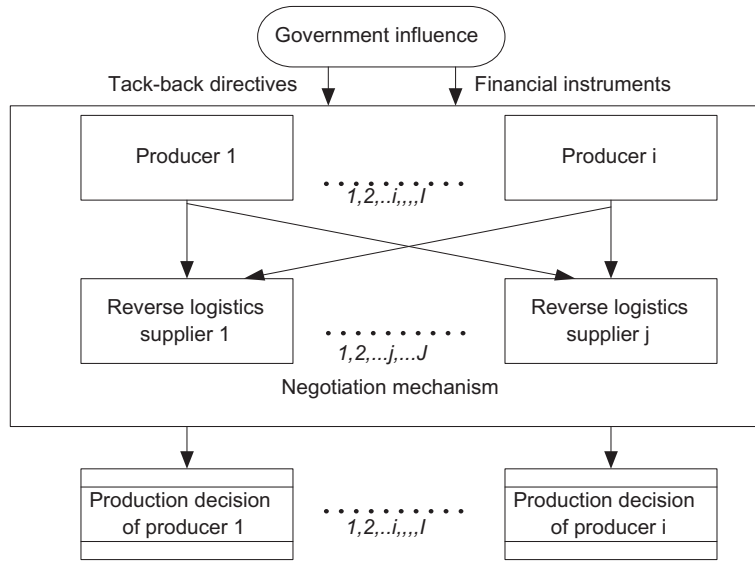 Government influence
Tack-back directives
Financial instruments
Producer 1
Producer i
1,2,..i,,,,I
Reverse logistics
supplier 1
Reverse logistics
supplier j
1,2,...j,...J
Negotiation mechanism
Production decision
of producer 1
Production decision
of producer i
1,2,..i,,,,I